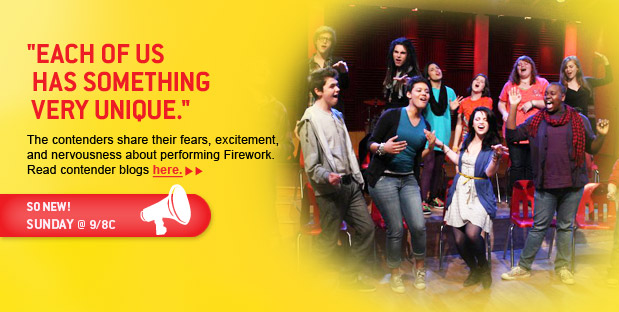 "EACH OF US
HAS SOMETHING
VERY UNIQUE."
The contenders share their fears, excitement,
and nervousness about performing Firework.
Read contender blogs here.
SO NEW!
SUNDAY @ 9/8C